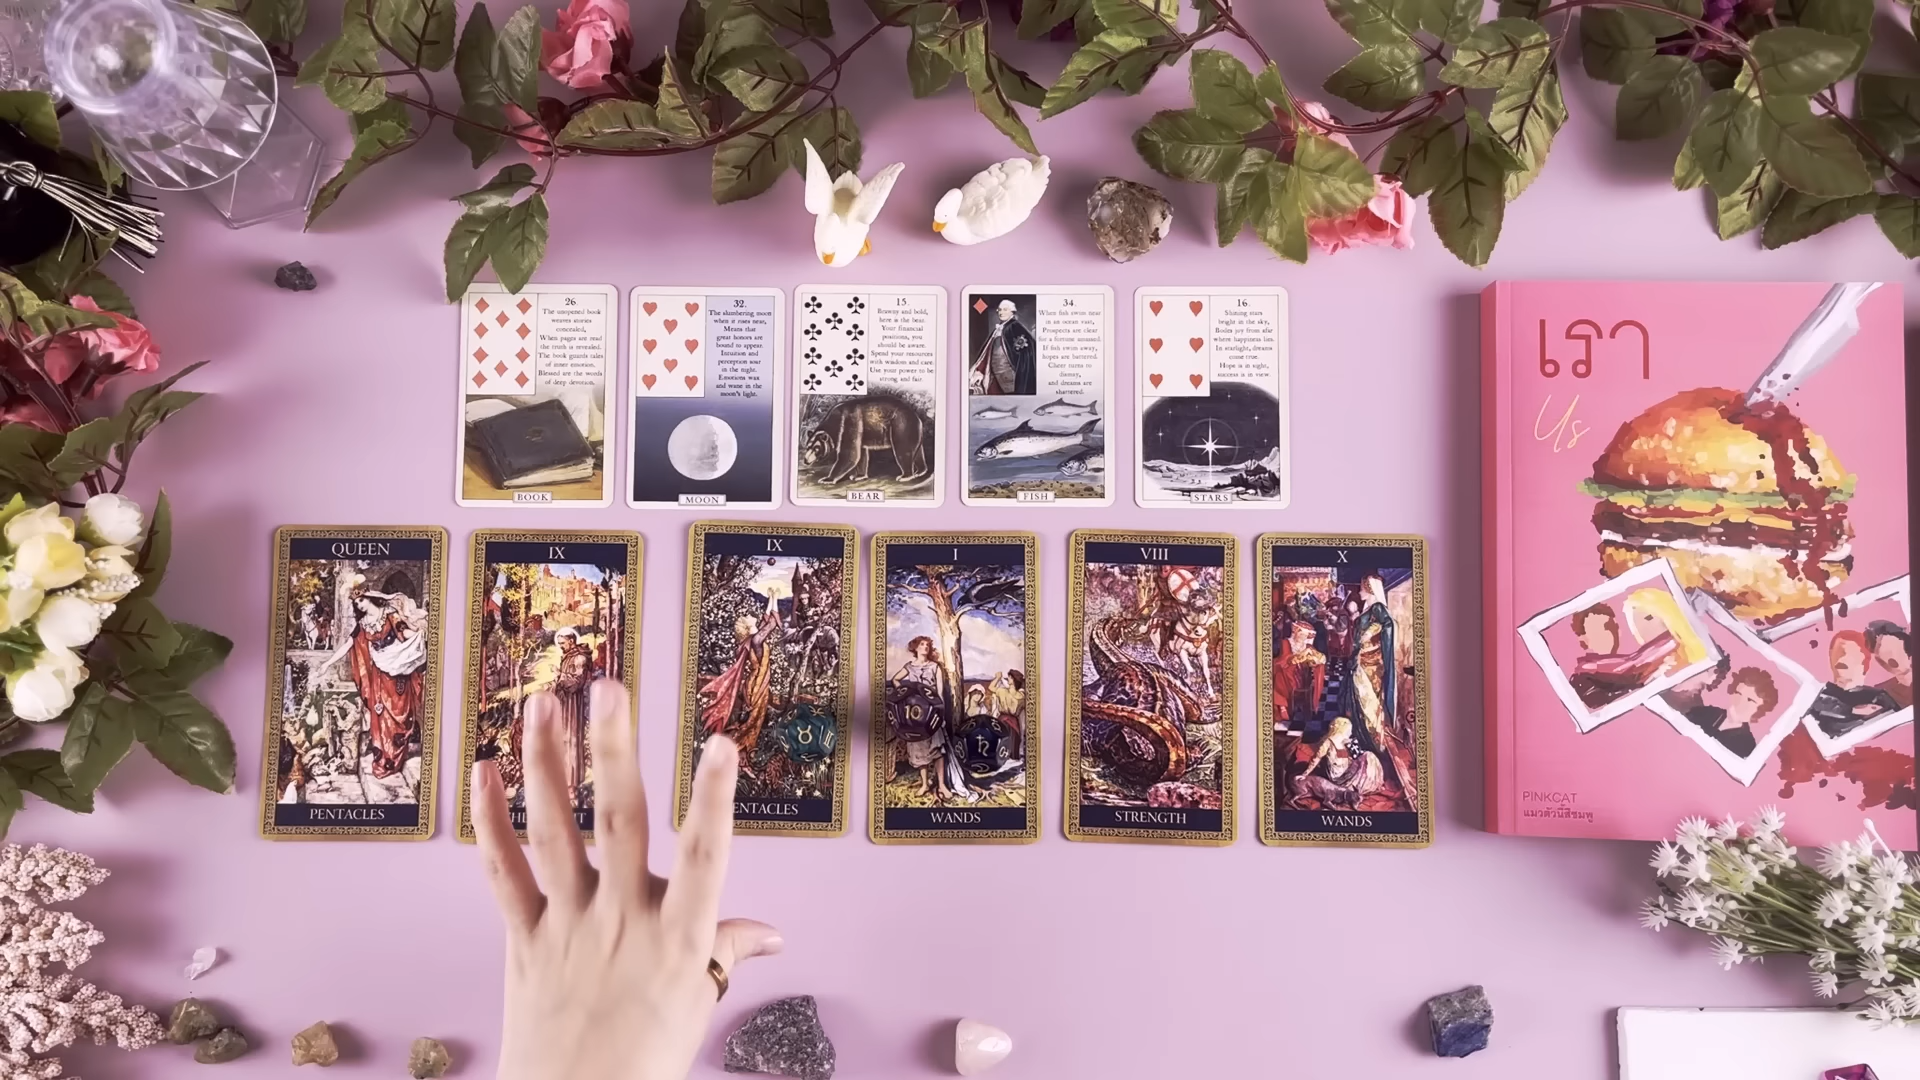 26.
The unopened book
weaves stories
concealed,
When pages are read
the truth is revealed.
The book guards tales
of inner emotion.
Blessed are the words
of deep devotion.
BOOK
32.
The slumbering moon
when it rises near,
Means that
great honors are
bound to appear.
Intuition and
perception soar
in the night.
Emotions wax
and wane in the
moon's light.
MOON
15.
Brawny and bold,
here is the bear.
Your financial
positions, you
should be aware.
Spend your resources
with wisdom and care.
Use your power to be
strong and fair.
BEAR
34.
When fish swim near
in an ocean vast,
Prospects are clear
for a fortune amassed.
If fish swim away,
hopes are battered.
Cheer turns to
dismay,
and dreams are
shattered.
FISH
16.
Shining stars
bright in the sky,
Bodes joy from afar
where happiness lies.
In starlight, dreams
come true.
Hope is in sight,
success is in view.
STARS
QUEEN
PENTACLES
IX
IX
ENTACLES
I
WANDS
VIII
STRENGTH
X
WANDS
10
เรา
Us
PINKCAT
แมวตัวนี้สีชมพู